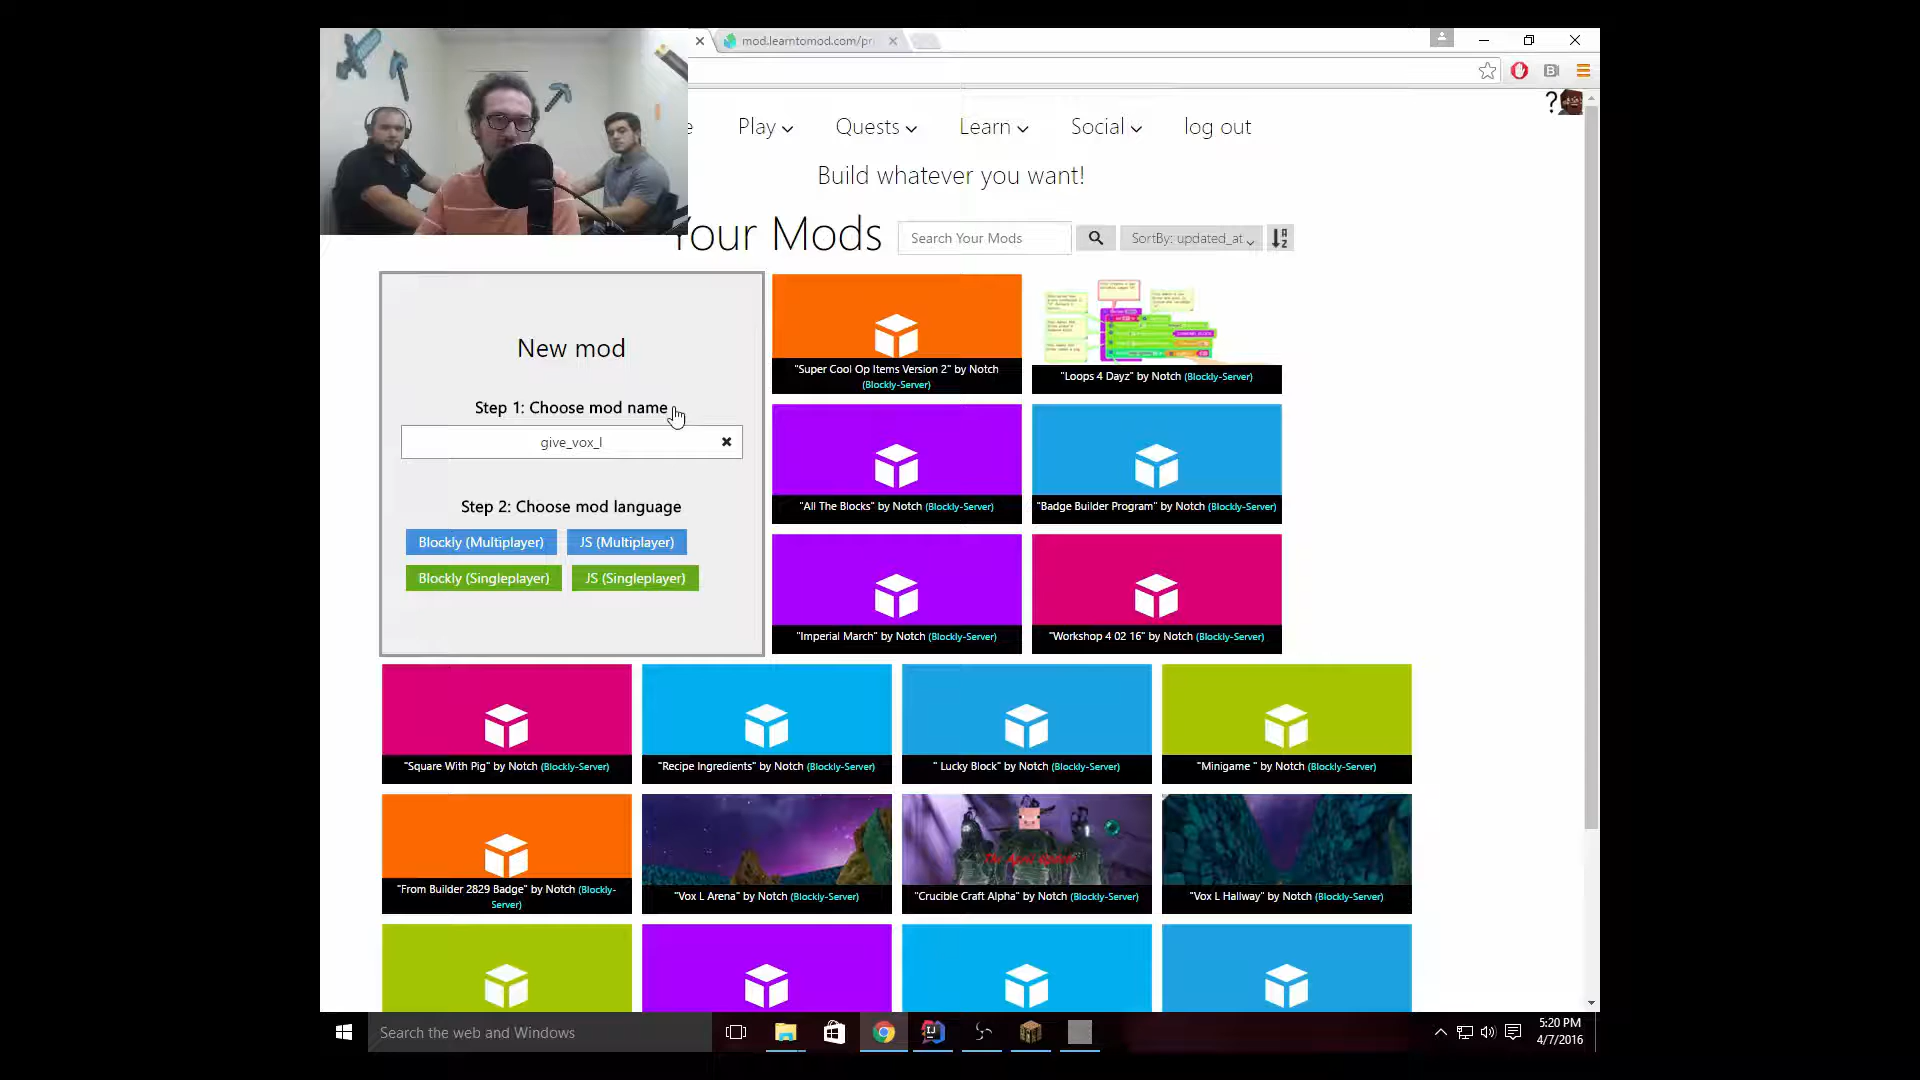 mod.learntomod.com/pr
Play
Quests
Learn
Social
log out
?
Build whatever you want!
Your Mods
Search Your Mods
SortBy: updated_at
New mod
Step 1: Choose mod name
give_vox_l
Step 2: Choose mod language
Blockly (Multiplayer)
JS (Multiplayer)
Blockly (Singleplayer)
JS (Singleplayer)
"Super Cool Op Items Version 2" by Notch
(Blockly-Server)
"Loops 4 Dayz" by Notch (Blockly-Server)
"All The Blocks" by Notch (Blockly-Server)
"Badge Builder Program" by Notch (Blockly-Server)
"Imperial March" by Notch (Blockly-Server)
"Workshop 4 02 16" by Notch (Blockly-Server)
"Square With Pig" by Notch (Blockly-Server)
"Recipe Ingredients" by Notch (Blockly-Server)
" Lucky Block" by Notch (Blockly-Server)
"Minigame " by Notch (Blockly-Server)
"From Builder 2829 Badge" by Notch (Blockly-
Server)
"Vox L Arena" by Notch (Blockly-Server)
"Crucible Craft Alpha" by Notch (Blockly-Server)
"Vox L Hallway" by Notch (Blockly-Server)
Search the web and Windows
5:20 PM
4/7/2016